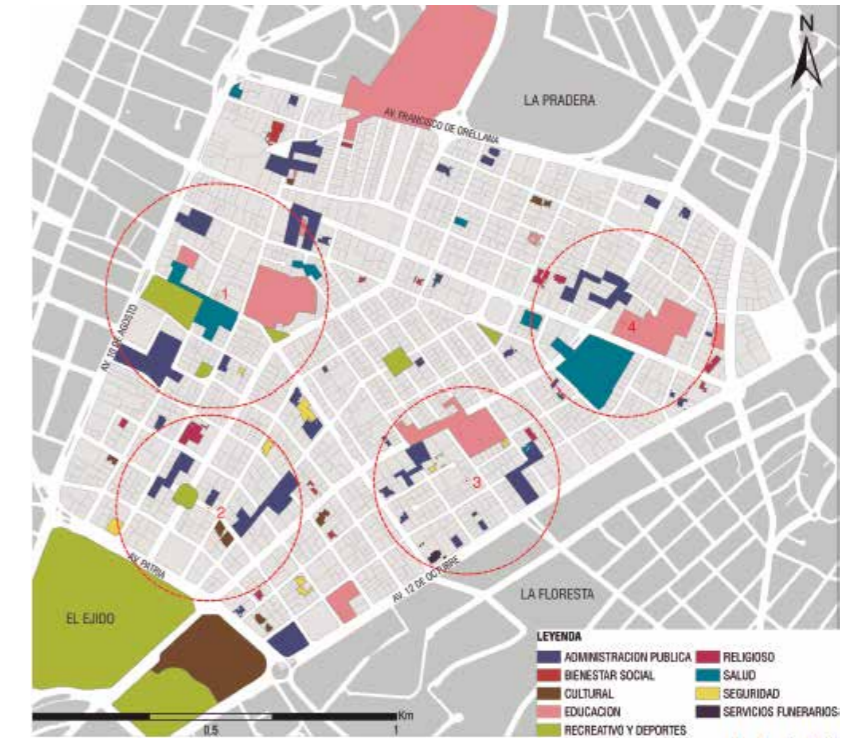 N
LA PRADERA
AV. FRANCISCO DE ORELLANA
1
4
AV. 10 DE AGOSTO
3
2
AV. PATRIA
AV. 12 DE OCTUBRE
LA FLORESTA
EL EJIDO
LEYENDA
ADMINISTRACION PUBLICA
RELIGIOSO
BIENESTAR SOCIAL
SALUD
CULTURAL
SEGURIDAD
EDUCACION
SERVICIOS FUNERARIOS
RECREATIVO Y DEPORTES
Km
0.5
1